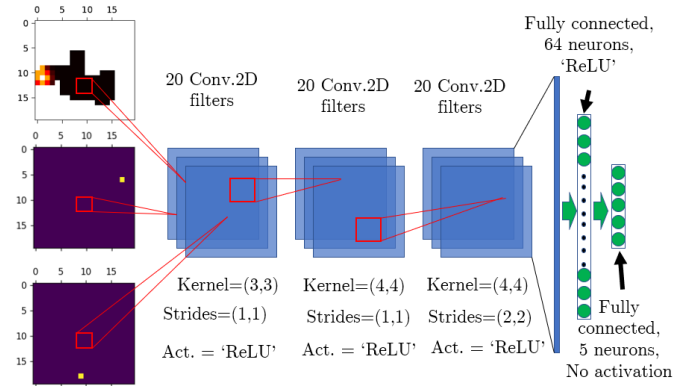 0 5 10 15
0
5
10
15
0 5 10 15
0
5
10
15
0 5 10 15
0
5
10
15
20 Conv.2D
filters
20 Conv.2D
filters
20 Conv.2D
filters
Kernel=(3,3)
Strides=(1,1)
Act. = ‘ReLU’
Kernel=(4,4)
Strides=(1,1)
Act. = ‘ReLU’
Kernel=(4,4)
Strides=(2,2)
Act. = ‘ReLU’
Fully connected,
64 neurons,
‘ReLU’
Fully
connected,
5 neurons,
No activation